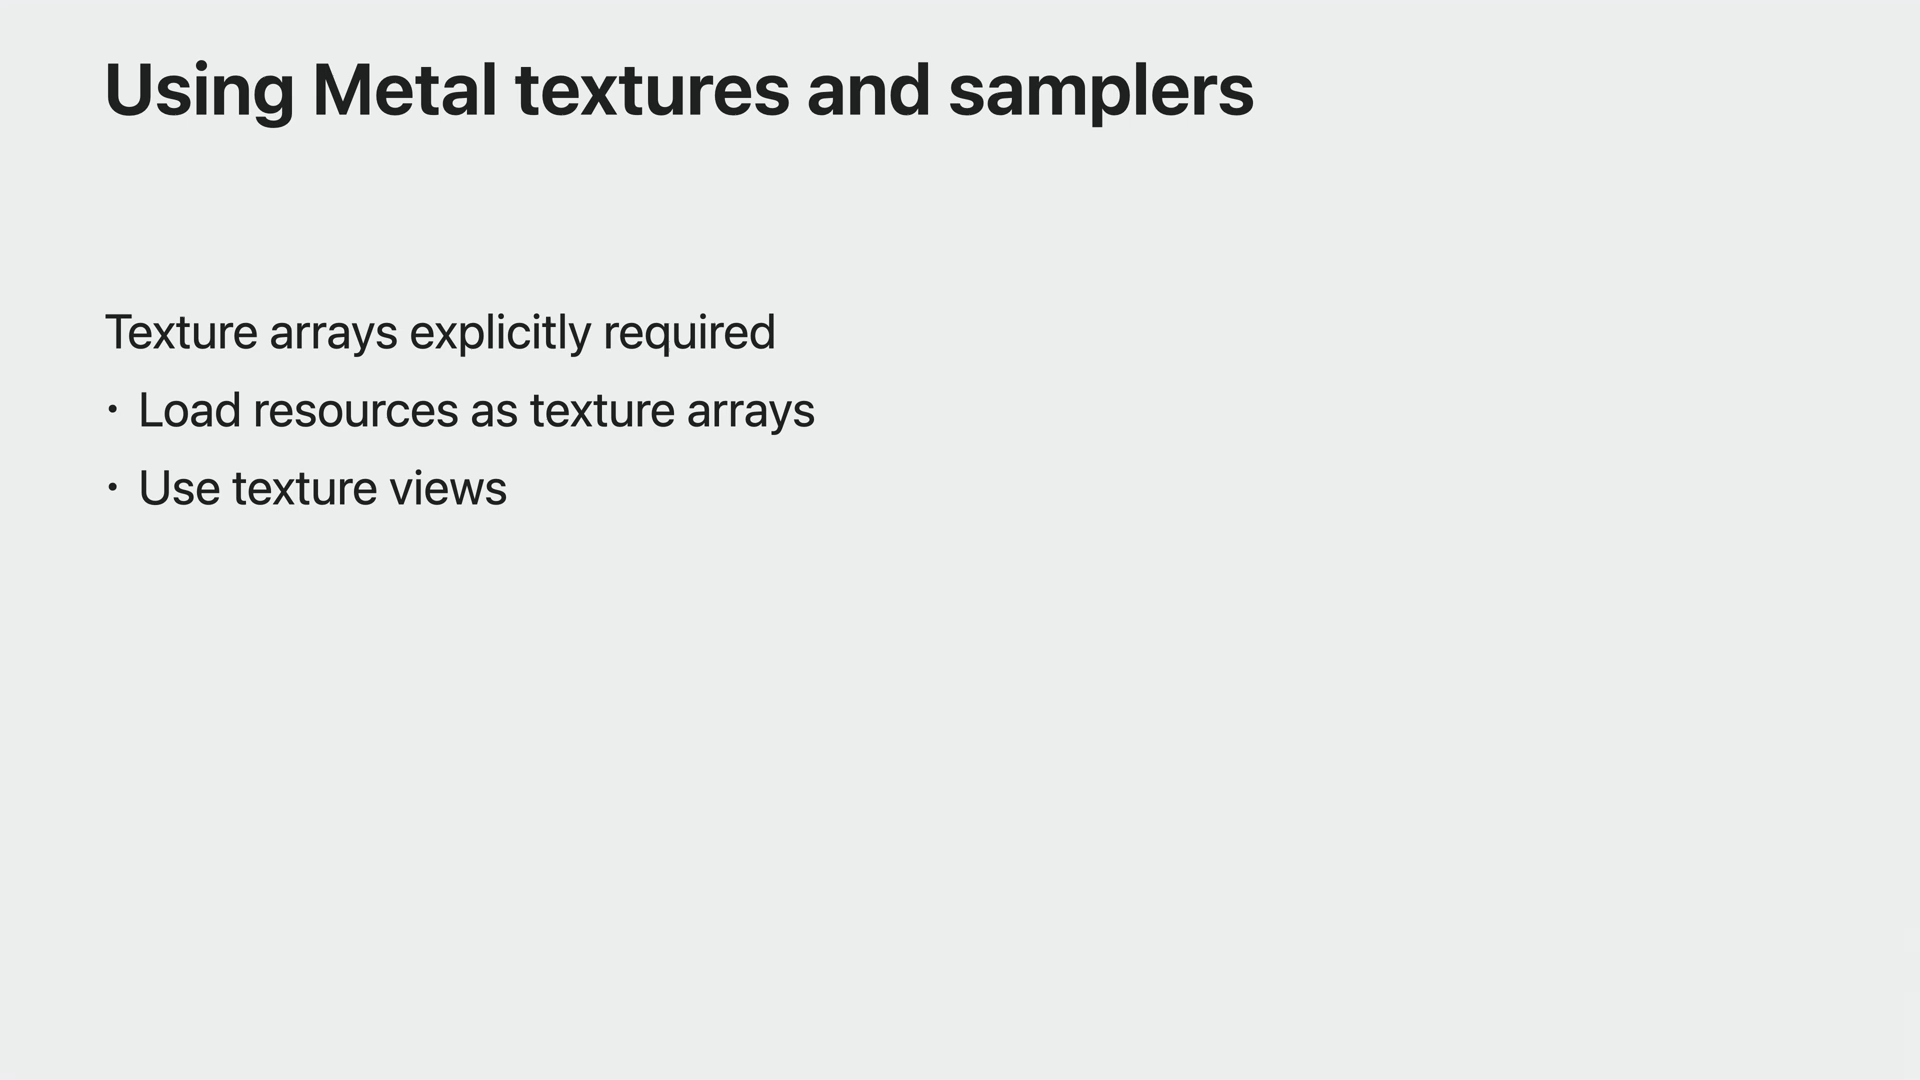 Using Metal textures and samplers
Texture arrays explicitly required
• Load resources as texture arrays
• Use texture views